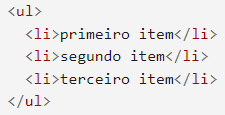 <ul>
  <li>primeiro item</li>
  <li>segundo item</li>
  <li>terceiro item</li>
</ul>